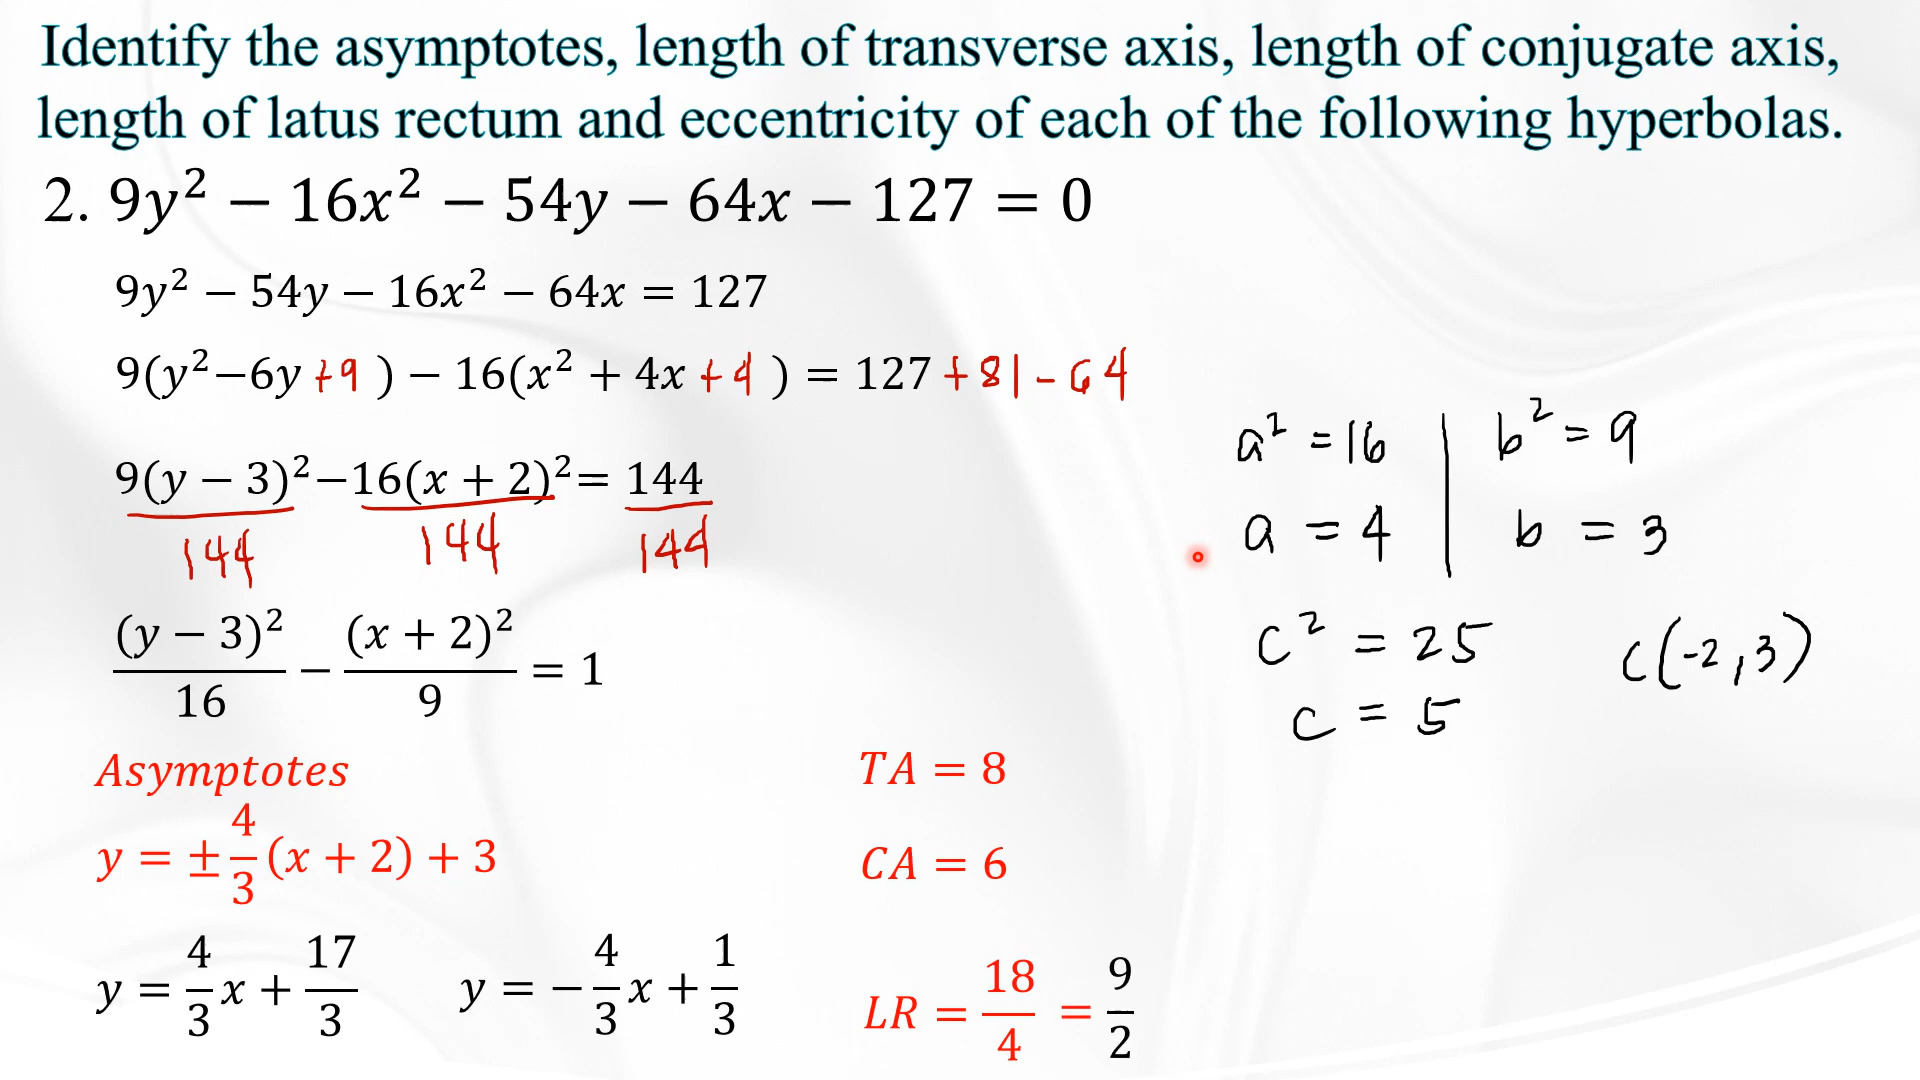 Identify the asymptotes, length of transverse axis, length of conjugate axis,
length of latus rectum and eccentricity of each of the following hyperbolas.
2. 9y² − 16x² − 54y − 64x − 127 = 0
9y² − 54y − 16x² − 64x = 127
9(y²−6y +9 ) − 16(x² + 4x +4 ) = 127 +81 - 64
9(y − 3)²−16(x + 2)²= 144
144 144 144
(y − 3)²/16 − (x + 2)²/9 = 1
a² = 16 | b² = 9
a = 4 | b = 3
c² = 25 C(-2,3)
c = 5
Asymptotes
y = ±4/3(x + 2) + 3
y = 4/3x + 17/3 y = −4/3x + 1/3
TA = 8
CA = 6
LR = 18/4 = 9/2